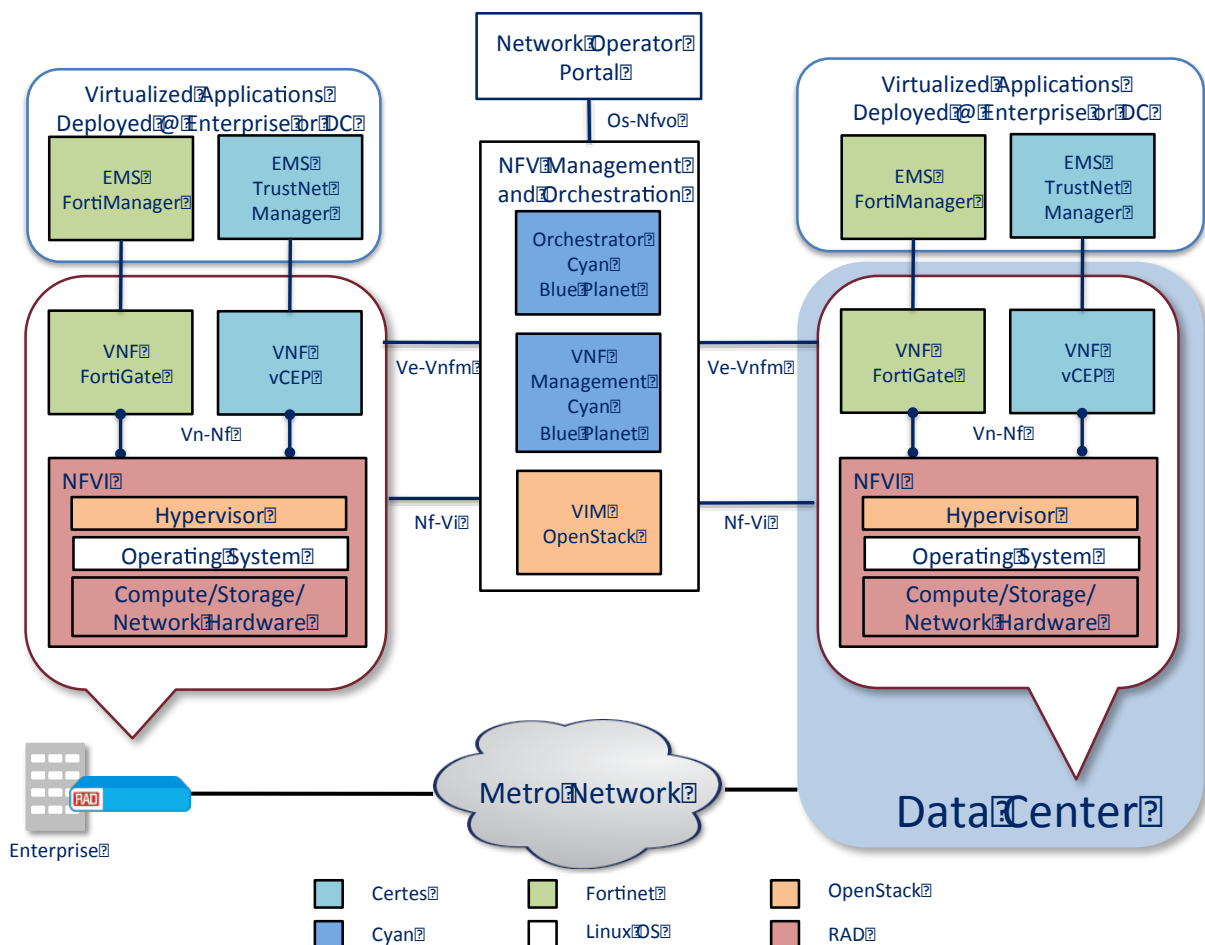 Network Operator
Portal
Os-Nfvo
Virtualized Applications
Deployed @ Enterprise or DC
EMS
FortiManager
EMS
TrustNet
Manager
VNF
FortiGate
VNF
vCEP
Vn-Nf
NFVI
Hypervisor
Operating System
Compute/Storage/
Network Hardware
Ve-Vnfm
Nf-Vi
NFV Management
and Orchestration
Orchestrator
Cyan
Blue Planet
VNF
Management
Cyan
Blue Planet
VIM
OpenStack
Ve-Vnfm
Nf-Vi
Virtualized Applications
Deployed @ Enterprise or DC
EMS
FortiManager
EMS
TrustNet
Manager
VNF
FortiGate
VNF
vCEP
Vn-Nf
NFVI
Hypervisor
Operating System
Compute/Storage/
Network Hardware
RAD
Enterprise
Metro Network
Data Center
Certes
Fortinet
OpenStack
Cyan
Linux OS
RAD